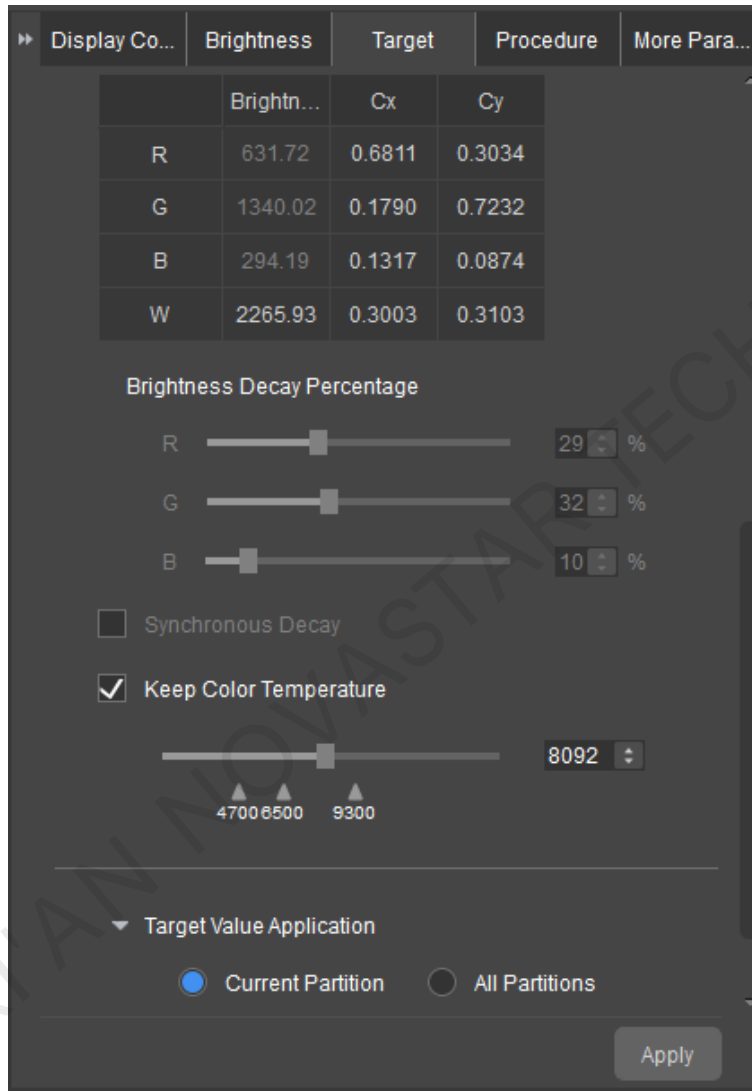 Display Co... Brightness Target Procedure More Para...
Brightn... Cx Cy
R 631.72 0.6811 0.3034
G 1340.02 0.1790 0.7232
B 294.19 0.1317 0.0874
W 2265.93 0.3003 0.3103
Brightness Decay Percentage
R 29 %
G 32 %
B 10 %
Synchronous Decay
Keep Color Temperature
8092
4700 6500 9300
Target Value Application
Current Partition All Partitions
Apply
AN NOVASTAR TECH